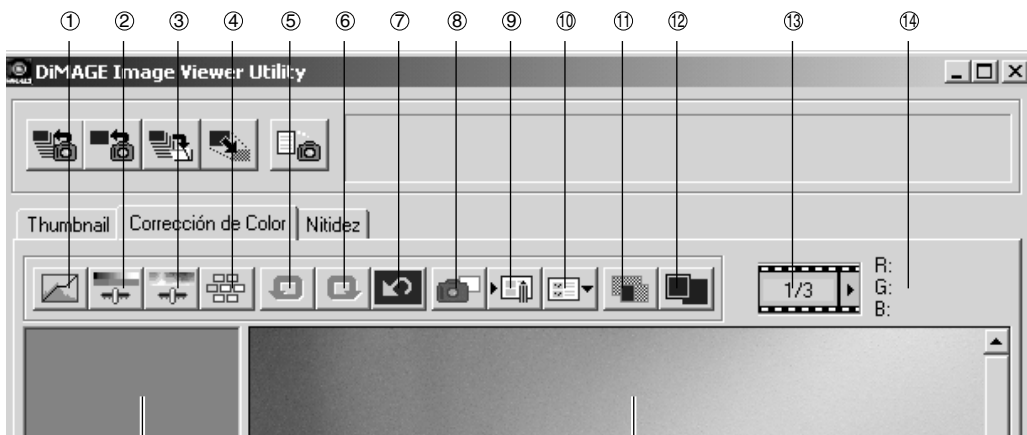 ① ② ③ ④ ⑤ ⑥ ⑦ ⑧ ⑨ ⑩ ⑪ ⑫ ⑬ ⑭
DiMAGE Image Viewer Utility
Thumbnail Corrección de Color Nitidez
1/3
R:
G:
B: